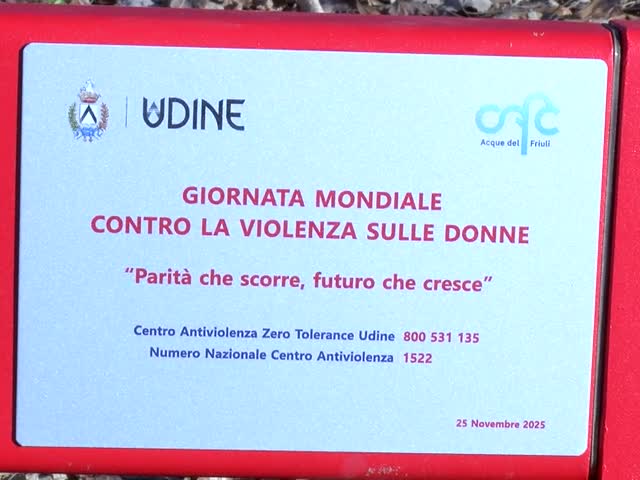 UDINE
cafc
Acque del Friuli
GIORNATA MONDIALE
CONTRO LA VIOLENZA SULLE DONNE
“Parità che scorre, futuro che cresce”
Centro Antiviolenza Zero Tolerance Udine 800 531 135
Numero Nazionale Centro Antiviolenza 1522
25 Novembre 2025